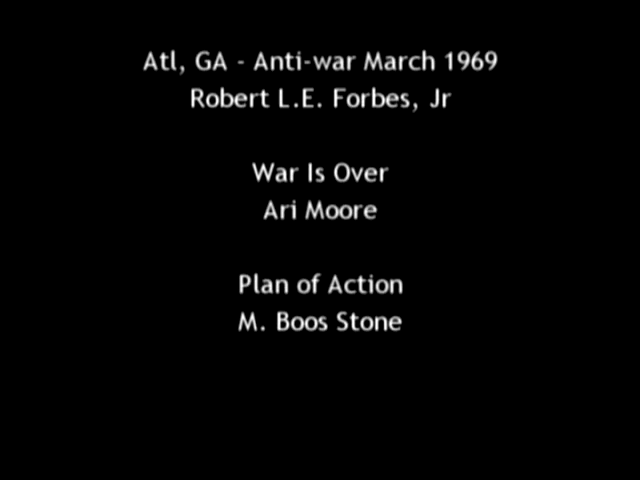 Atl, GA - Anti-war March 1969
Robert L.E. Forbes, Jr
War Is Over
Ari Moore
Plan of Action
M. Boos Stone